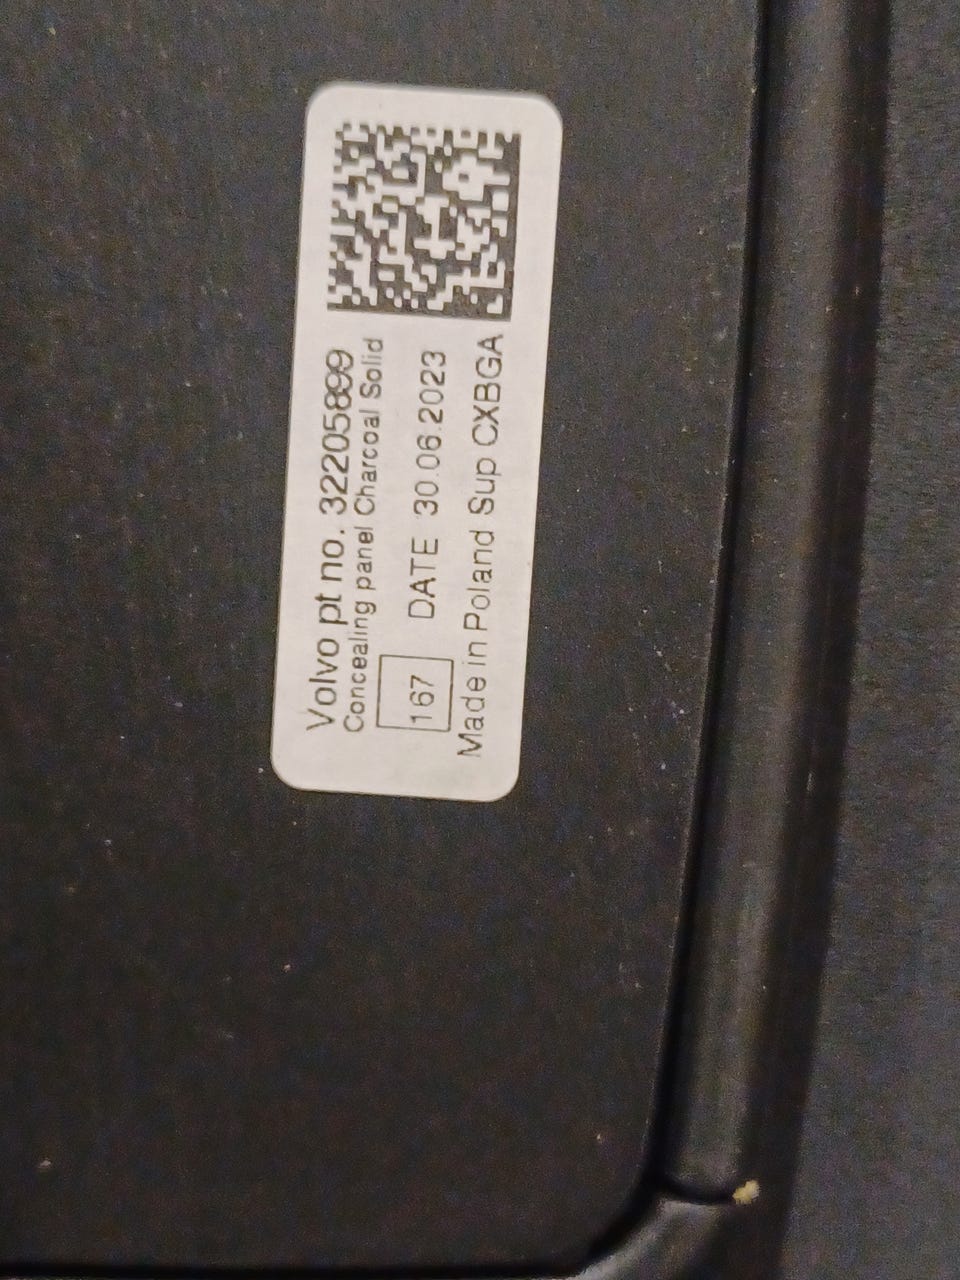 Volvo pt no. 32205899
Concealing panel Charcoal Solid
167 DATE 30.06.2023
Made in Poland Sup CXBGA